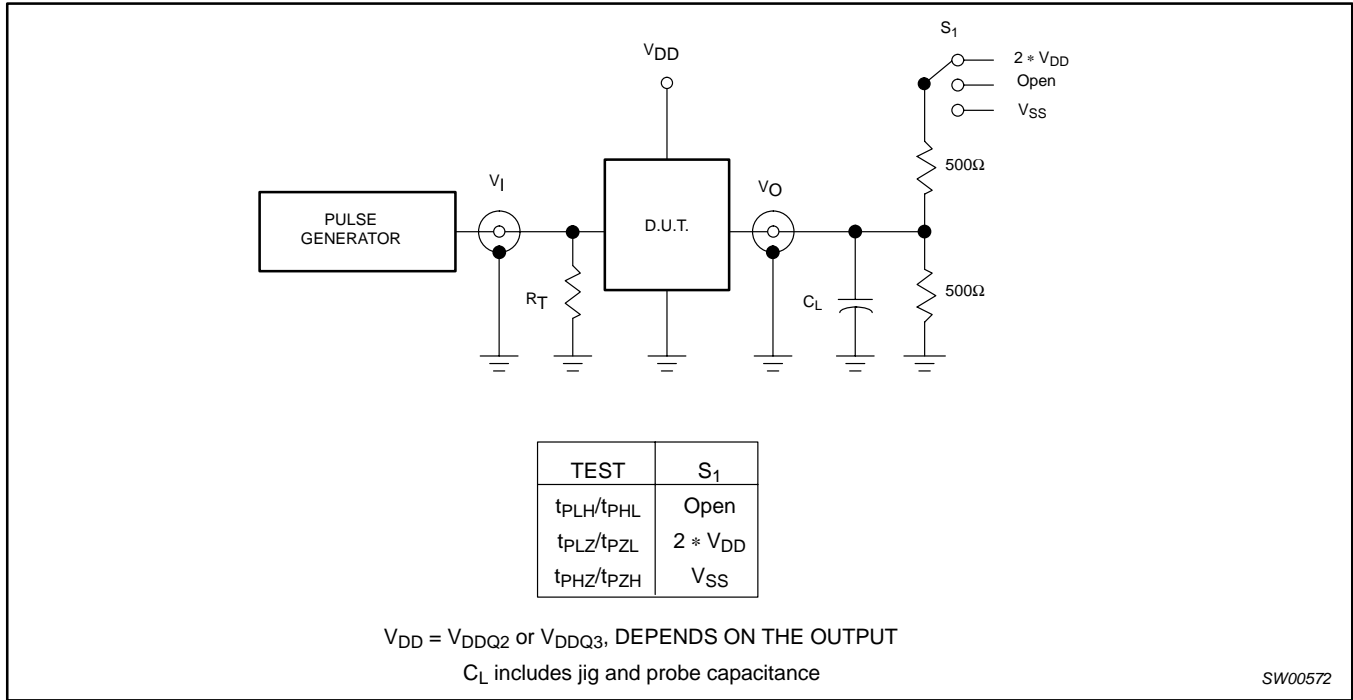 S1
VDD
2 * VDD
Open
VSS
500Ω
VI
VO
PULSE
GENERATOR
D.U.T.
RT
CL
500Ω
TEST S1
tPLH/tPHL Open
tPLZ/tPZL 2 * VDD
tPHZ/tPZH VSS
VDD = VDDQ2 or VDDQ3, DEPENDS ON THE OUTPUT
CL includes jig and probe capacitance
SW00572